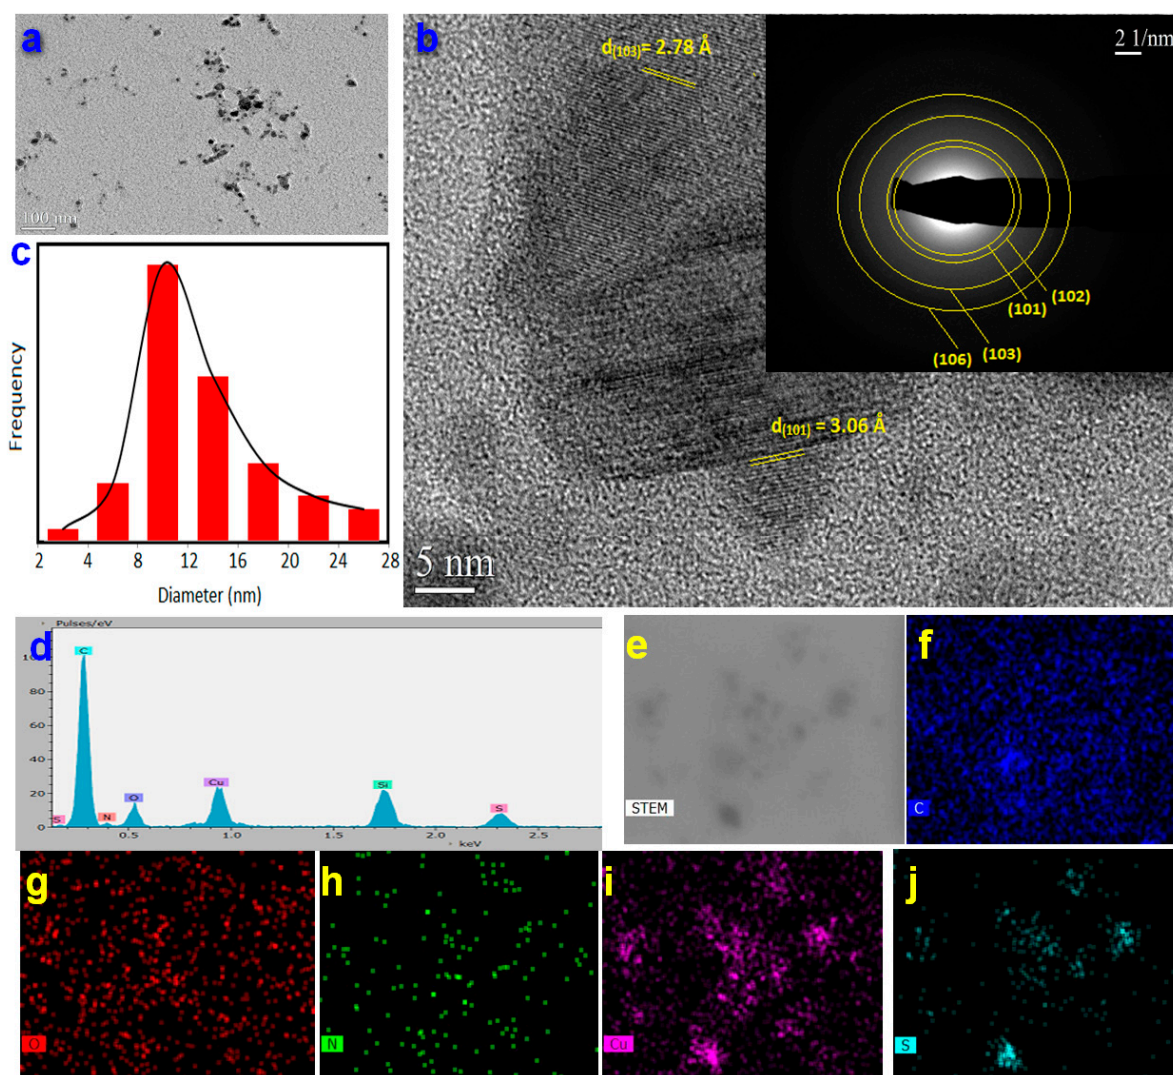 a
100 nm
b
d(103)= 2.78 Å
d(101) = 3.06 Å
5 nm
2 1/nm
(101)
(102)
(103)
(106)
c
Frequency
2 4 8 12 16 20 24 28
Diameter (nm)
d
Pulses/eV
80
60
40
20
0
S
C
N
O
Cu
Si
S
0.5 1.0 1.5 2.0 2.5
keV
e
STEM
f
C
g
O
h
N
i
Cu
j
S